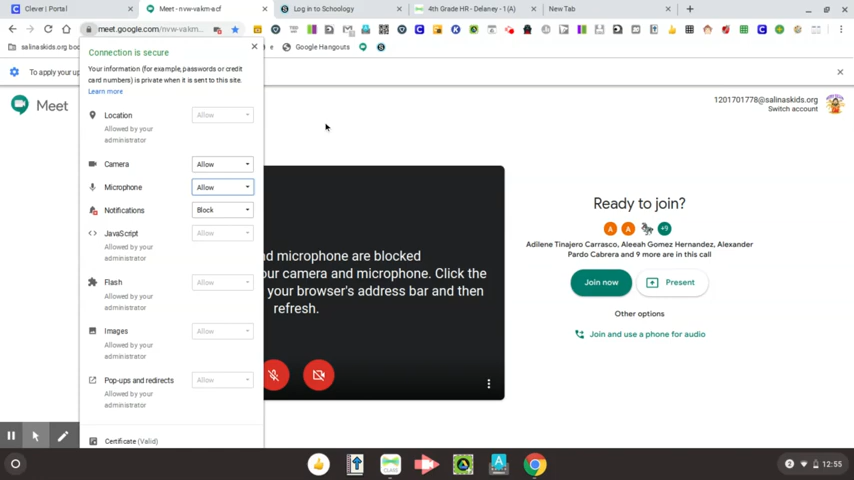 Clever | Portal
Meet - nvw-vakm-ecf
Log in to Schoology
4th Grade HR - Delaney - 1(A)
New Tab
meet.google.com/nvw-vakm...
salinaskids.org boo
Google Hangouts
To apply your up
Connection is secure
Your information (for example, passwords or credit
card numbers) is private when it is sent to this site.
Learn more
Location
Allow
Allowed by your
administrator
Camera
Allow
Microphone
Allow
Notifications
Block
JavaScript
Allow
Allowed by your
administrator
Flash
Allow
Allowed by your
administrator
Images
Allow
Allowed by your
administrator
Pop-ups and redirects
Allow
Allowed by your
administrator
Certificate (Valid)
Meet
1201701778@salinaskids.org
Switch account
d microphone are blocked
our camera and microphone. Click the
your browser's address bar and then
refresh.
Ready to join?
A
A
+9
Adilene Tinajero Carrasco, Aleeah Gomez Hernandez, Alexander
Pardo Cabrera and 9 more are in this call
Join now
Present
Other options
Join and use a phone for audio
CLASS
A
2
12:55